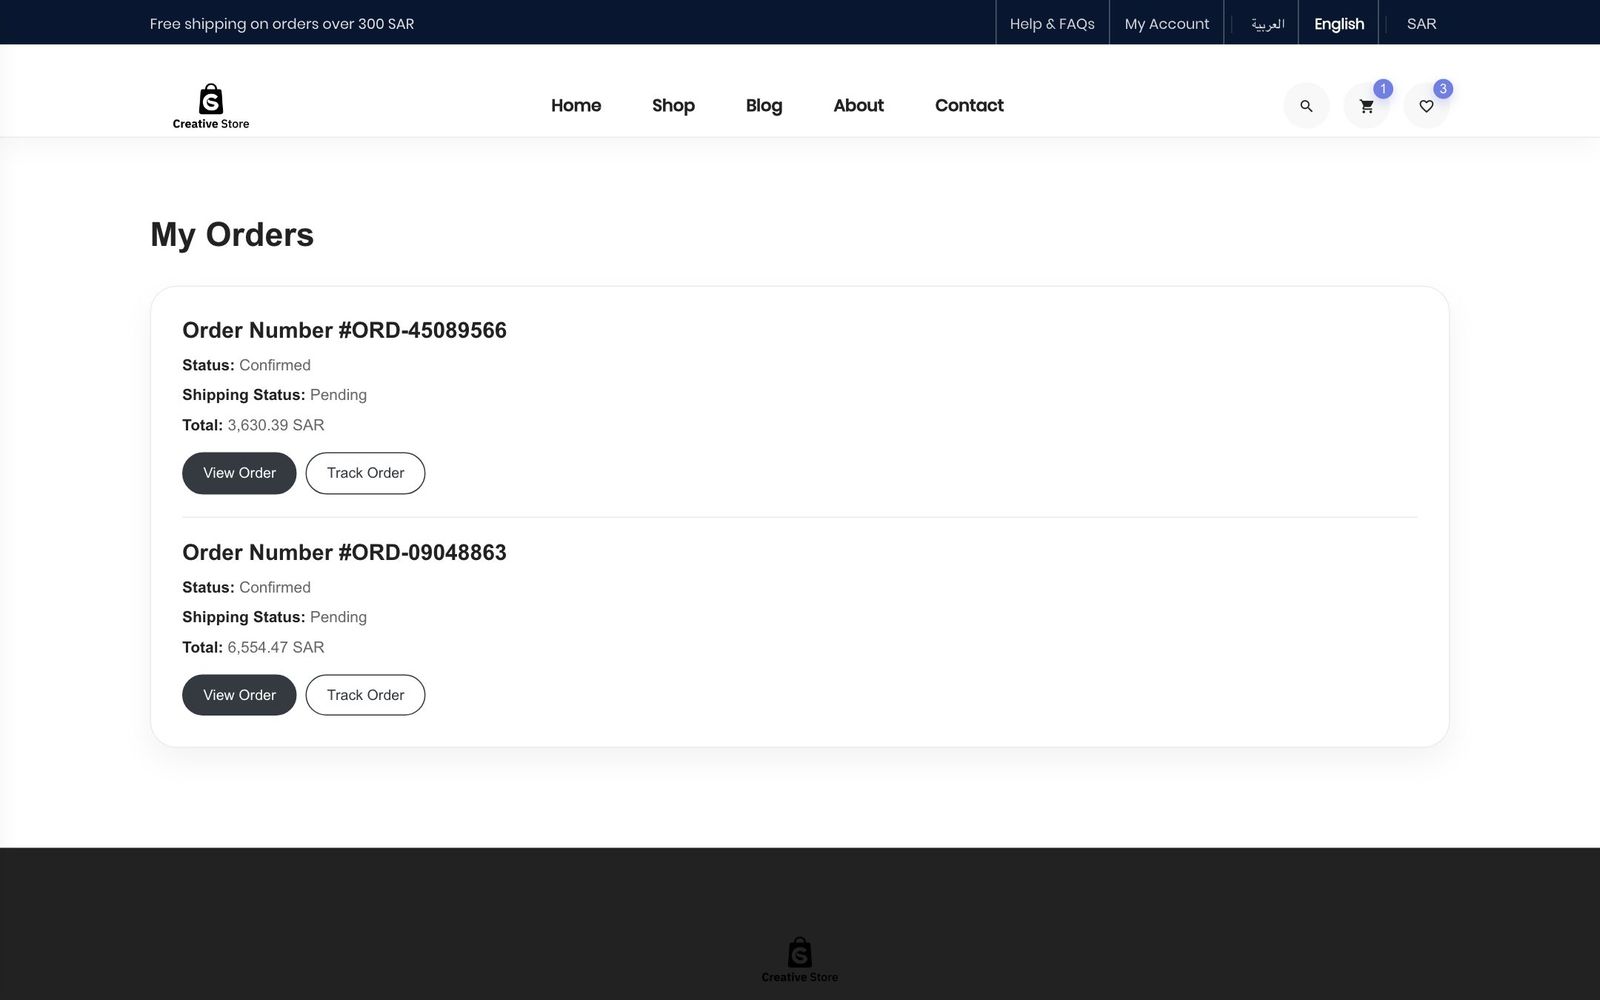 Free shipping on orders over 300 SAR
Help & FAQs
My Account
العربية
English
SAR
Creative Store
Home
Shop
Blog
About
Contact
1
3
My Orders
Order Number #ORD-45089566
Status: Confirmed
Shipping Status: Pending
Total: 3,630.39 SAR
View Order
Track Order
Order Number #ORD-09048863
Status: Confirmed
Shipping Status: Pending
Total: 6,554.47 SAR
View Order
Track Order
Creative Store